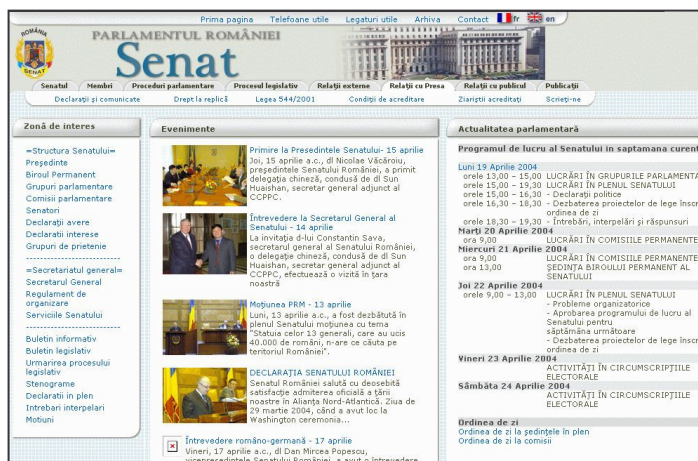 Prima pagina Telefoane utile Legaturi utile Arhiva Contact fr en
ROMÂNIA
SENAT
PARLAMENTUL ROMÂNIEI
Senat
Senatul Membri Proceduri parlamentare Procesul legislativ Relaţii externe Relaţii cu Presa Relaţii cu publicul Publicaţii
Declaraţii şi comunicate Drept la replică Legea 544/2001 Condiţii de acreditare Ziariştii acreditaţi Scrieţi-ne
Zonă de interes
=Structura Senatului=
Preşedinte
Biroul Permanent
Grupuri parlamentare
Comisii parlamentare
Senatori
Declaraţii avere
Declaratii interese
Grupuri de prietenie
--------------------------
=Secretariatul general=
Secretarul General
Regulament de
organizare
Serviciile Senatului
--------------------------
Buletin informativ
Buletin legislativ
Urmarirea procesului
legislativ
Stenograme
Declaratii in plen
Intrebari interpelari
Motiuni
Evenimente
Primire la Presedintele Senatului- 15 aprilie
Joi, 15 aprilie a.c., dl Nicolae Văcăroiu,
preşedintele Senatului României, a primit
delegaţia chineză, condusă de dl Sun
Huaishan, secretar general adjunct al
CCPPC.
Întrevedere la Secretarul General al
Senatului - 14 aprilie
La invitaţia d-lui Constantin Sava,
secretarul general al Senatului României,
o delegaţie chineză, condusă de dl Sun
Huaishan, secretar general adjunct al
CCPPC, efectuează o vizită în ţara
noastră
Moţiunea PRM - 13 aprilie
Luni, 13 aprilie a.c., a fost dezbătută în
plenul Senatului moţiunea cu tema
"Statuia celor 13 generali, care au ucis
40.000 de români, n-are ce căuta pe
teritoriul României".
DECLARAŢIA SENATULUI ROMÂNIEI
Senatul României salută cu deosebită
satisfacţie admiterea oficială a ţării
noastre în Alianţa Nord-Atlantică. Ziua de
29 martie 2004, când a avut loc la
Washington ceremonia...
Întrevedere româno-germană - 17 aprilie
Vineri, 17 aprilie a.c., dl Dan Mircea Popescu,
vicepreşedintele Senatului României, a avut o întrevedere
Actualitatea parlamentară
Programul de lucru al Senatului in saptamana curent
Luni 19 Aprilie 2004
orele 13,00 - 15,00 LUCRĂRI ÎN GRUPURILE PARLAMENTA
orele 15,00 - 19,30 LUCRĂRI ÎN PLENUL SENATULUI
orele 15,00 - 16,30 - Declaraţii politice
orele 16,30 - 18,30 - Dezbaterea proiectelor de lege înscr
ordinea de zi
orele 18,30 - 19,30 - Întrebări, interpelări şi răspunsuri
Marţi 20 Aprilie 2004
ora 9,00 LUCRĂRI ÎN COMISIILE PERMANENTE
Miercuri 21 Aprilie 2004
ora 9,00 LUCRĂRI ÎN COMISIILE PERMANENTE
ora 13,00 ŞEDINŢA BIROULUI PERMANENT AL
SENATULUI
Joi 22 Aprilie 2004
orele 9,00 - 13,00 LUCRĂRI ÎN PLENUL SENATULUI
- Probleme organizatorice
- Aprobarea programului de lucru al
Senatului pentru
săptămâna următoare
- Dezbaterea proiectelor de lege înscr
ordinea de zi
Vineri 23 Aprilie 2004
ACTIVITĂŢI ÎN CIRCUMSCRIPŢIILE
ELECTORALE
Sâmbăta 24 Aprilie 2004
ACTIVITĂŢI ÎN CIRCUMSCRIPŢIILE
ELECTORALE
Ordinea de zi
Ordinea de zi la şedinţele în plen
Ordinea de zi la comisii